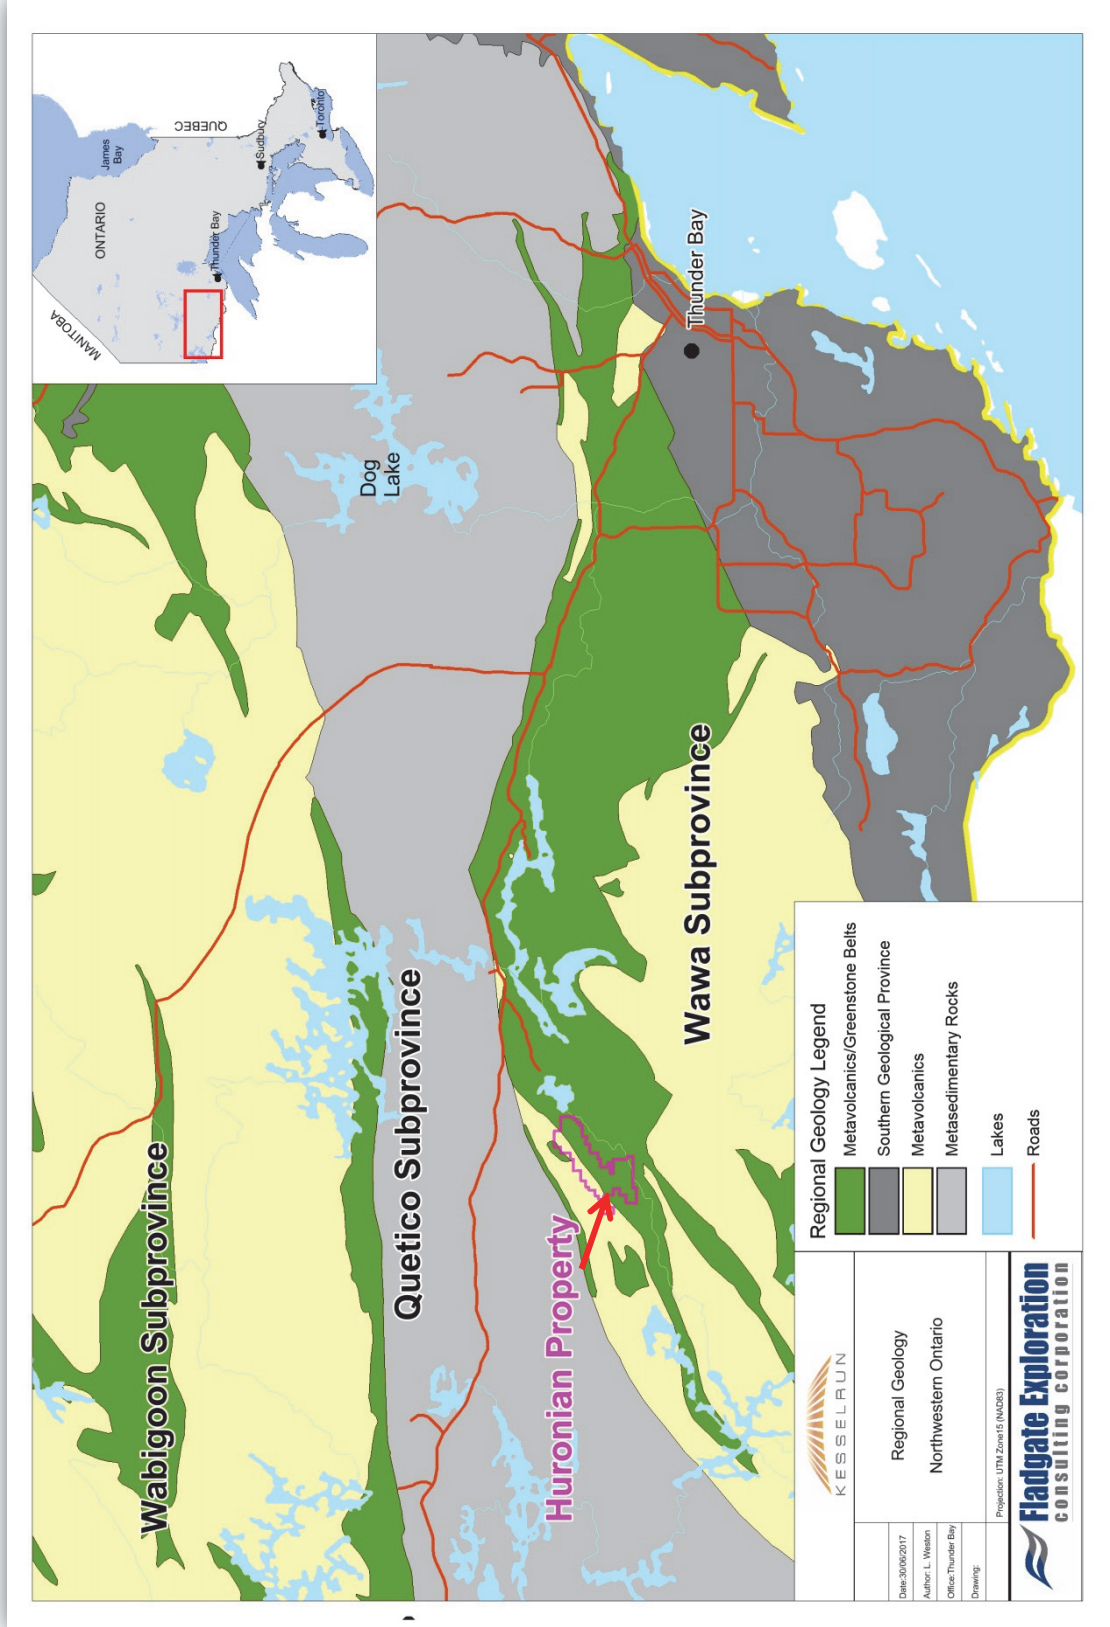 MANITOBA
ONTARIO
James
Bay
QUEBEC
Thunder Bay
Sudbury
Toronto
Dog
Lake
Thunder Bay
Wabigoon Subprovince
Quetico Subprovince
Wawa Subprovince
Huronian Property
Regional Geology Legend
Metavolcanics/Greenstone Belts
Southern Geological Province
Metavolcanics
Metasedimentary Rocks
Lakes
Roads
KESSELRUN
Regional Geology
Northwestern Ontario
Date:30/06/2017
Author: L. Weston
Office:Thunder Bay
Drawing:
Projection: UTM Zone15 (NAD83)
Fladgate Exploration
consulting corporation